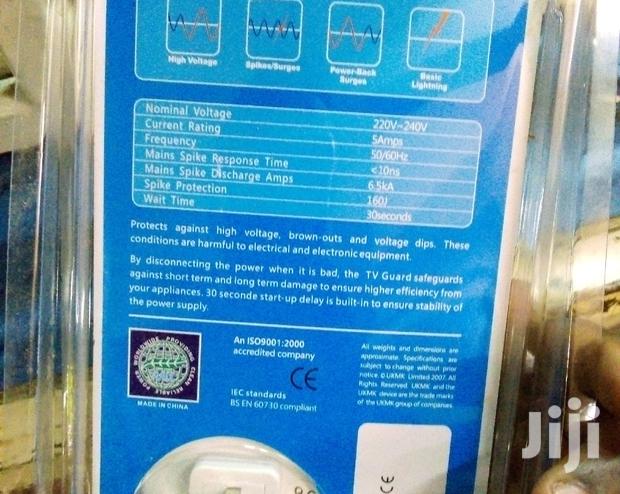 High Voltage
Spikes/Surges
Power-Back
Surges
Basic
Lightning
Nominal Voltage 220V~240V
Current Rating 5Amps
Frequency 50/60Hz
Mains Spike Response Time <10ns
Mains Spike Discharge Amps 6.5kA
Spike Protection 160J
Wait Time 30seconds
Protects against high voltage, brown-outs and voltage dips. These
conditions are harmful to electrical and electronic equipment.
By disconnecting the power when it is bad, the TV Guard safeguards
against short term and long term damage to ensure higher efficiency from
your appliances. 30 seconde start-up delay is built-in to ensure stability of
the power supply.
WORLDWIDE PROVIDING CLEAN RELIABLE POWER
MADE IN CHINA
An ISO9001:2000
accredited company
CE
IEC standards
BS EN 60730 compliant
All weights and dimensions are
approximate. Specifications are
subject to change without prior
notice. © UKMK Limited 2007. All
Rights Reserved. UKMK and the
UKMK device are the trade marks
of the UKMK group of companies
CE
Jiji